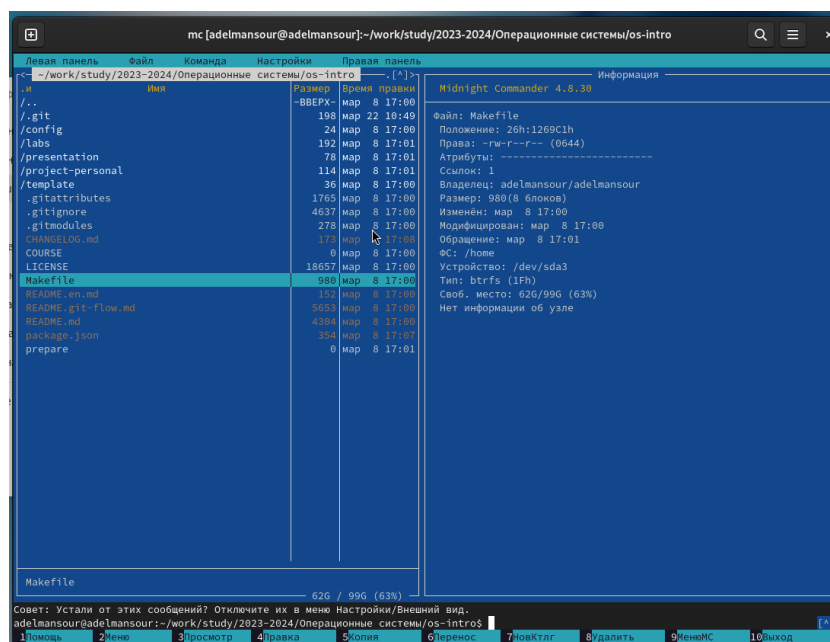 mc [adelmansour@adelmansour]:~/work/study/2023-2024/Операционные системы/os-intro
Левая панель Файл Команда Настройки Правая панель
<— ~/work/study/2023-2024/Операционные системы/os-intro —.[^]>
.и Имя Размер Время правки
/.. -ВВЕРХ- мар 8 17:00
/.git 198 мар 22 10:49
/config 24 мар 8 17:00
/labs 192 мар 8 17:01
/presentation 78 мар 8 17:01
/project-personal 114 мар 8 17:01
/template 36 мар 8 17:00
.gitattributes 1765 мар 8 17:00
.gitignore 4637 мар 8 17:00
.gitmodules 278 мар 8 17:00
CHANGELOG.md 173 мар 8 17:08
COURSE 0 мар 8 17:00
LICENSE 18657 мар 8 17:00
Makefile 980 мар 8 17:00
README.en.md 152 мар 8 17:00
README.git-flow.md 5653 мар 8 17:00
README.md 4304 мар 8 17:00
package.json 354 мар 8 17:07
prepare 0 мар 8 17:01
Makefile
62G / 99G (63%)
Информация
Midnight Commander 4.8.30
Файл: Makefile
Положение: 26h:1269C1h
Права: -rw-r--r-- (0644)
Атрибуты: -------------------------
Ссылок: 1
Владелец: adelmansour/adelmansour
Размер: 980(8 блоков)
Изменён: мар 8 17:00
Модифицирован: мар 8 17:00
Обращение: мар 8 17:01
ФС: /home
Устройство: /dev/sda3
Тип: btrfs (1Fh)
Своб. место: 62G/99G (63%)
Нет информации об узле
Совет: Устали от этих сообщений? Отключите их в меню Настройки/Внешний вид.
adelmansour@adelmansour:~/work/study/2023-2024/Операционные системы/os-intro$ [^
1Помощь 2Меню 3Просмотр 4Правка 5Копия 6Перенос 7НовКтлг 8Удалить 9МенюMC 10Выход